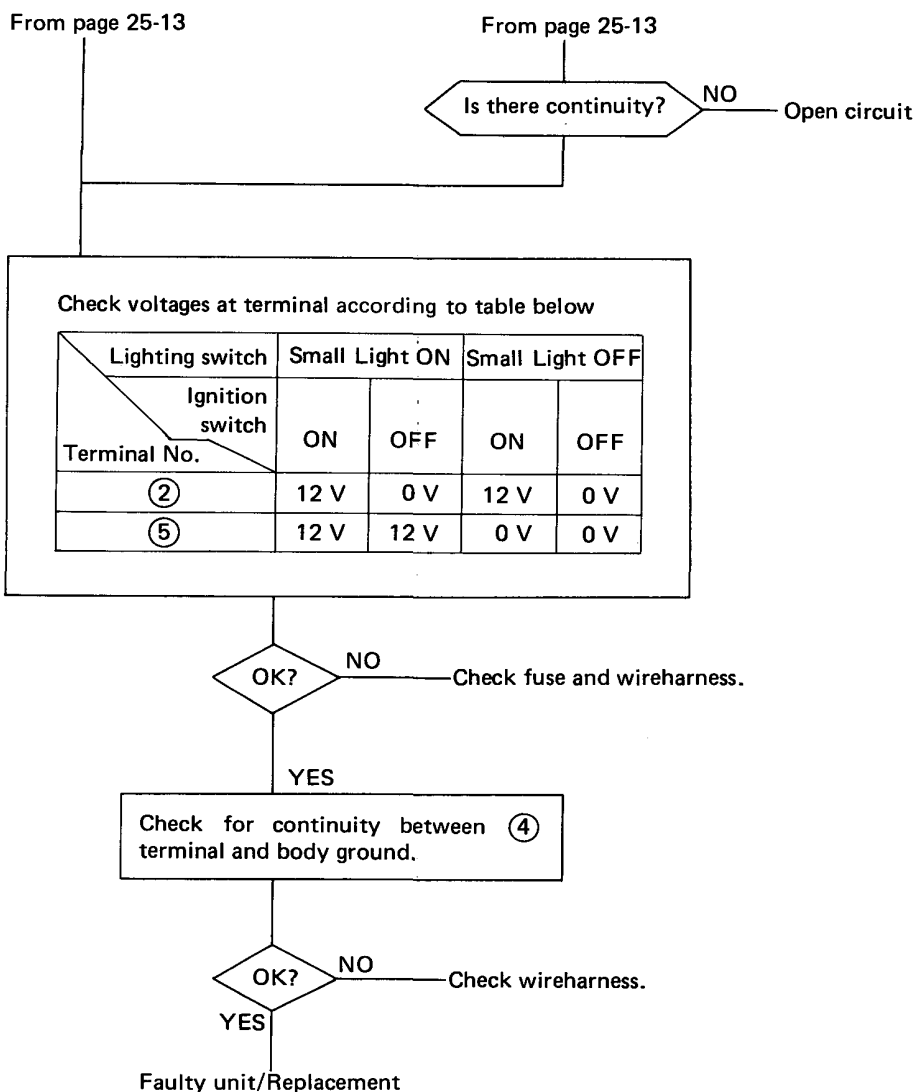 From page 25-13
From page 25-13
Is there continuity?
NO
Open circuit
Check voltages at terminal according to table below
Lighting switch Small Light ON Small Light OFF
Ignition
switch
Terminal No. ON OFF ON OFF
② 12 V 0 V 12 V 0 V
⑤ 12 V 12 V 0 V 0 V
OK?
NO
Check fuse and wireharness.
YES
Check for continuity between ④
terminal and body ground.
OK?
NO
Check wireharness.
YES
Faulty unit/Replacement